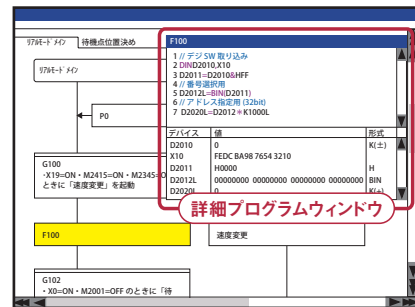 リアルモードメイン
待機点位置決め
リアルモードメイン
P0
G100
・X19=ON・M2415=ON・M2345=O
ときに「速度変更」を起動
F100
速度変更
G102
・X0=ON・M2001=OFF のときに「待
F100
1 // デジ SW 取り込み
2 DIND2010,X10
3 D2011=D2010&HFF
4 // 番号選択用
5 D2012L=BIN(D2011)
6 // アドレス指定用 (32bit)
7 D2020L=D2012＊K1000L
デバイス 値 形式
D2010 0 K(±)
X10 FEDC BA98 7654 3210
D2011 H0000 H
D2012L 00000000 00000000 00000000 00000000 BIN
D2020L 0 K(±)
詳細プログラムウィンドウ